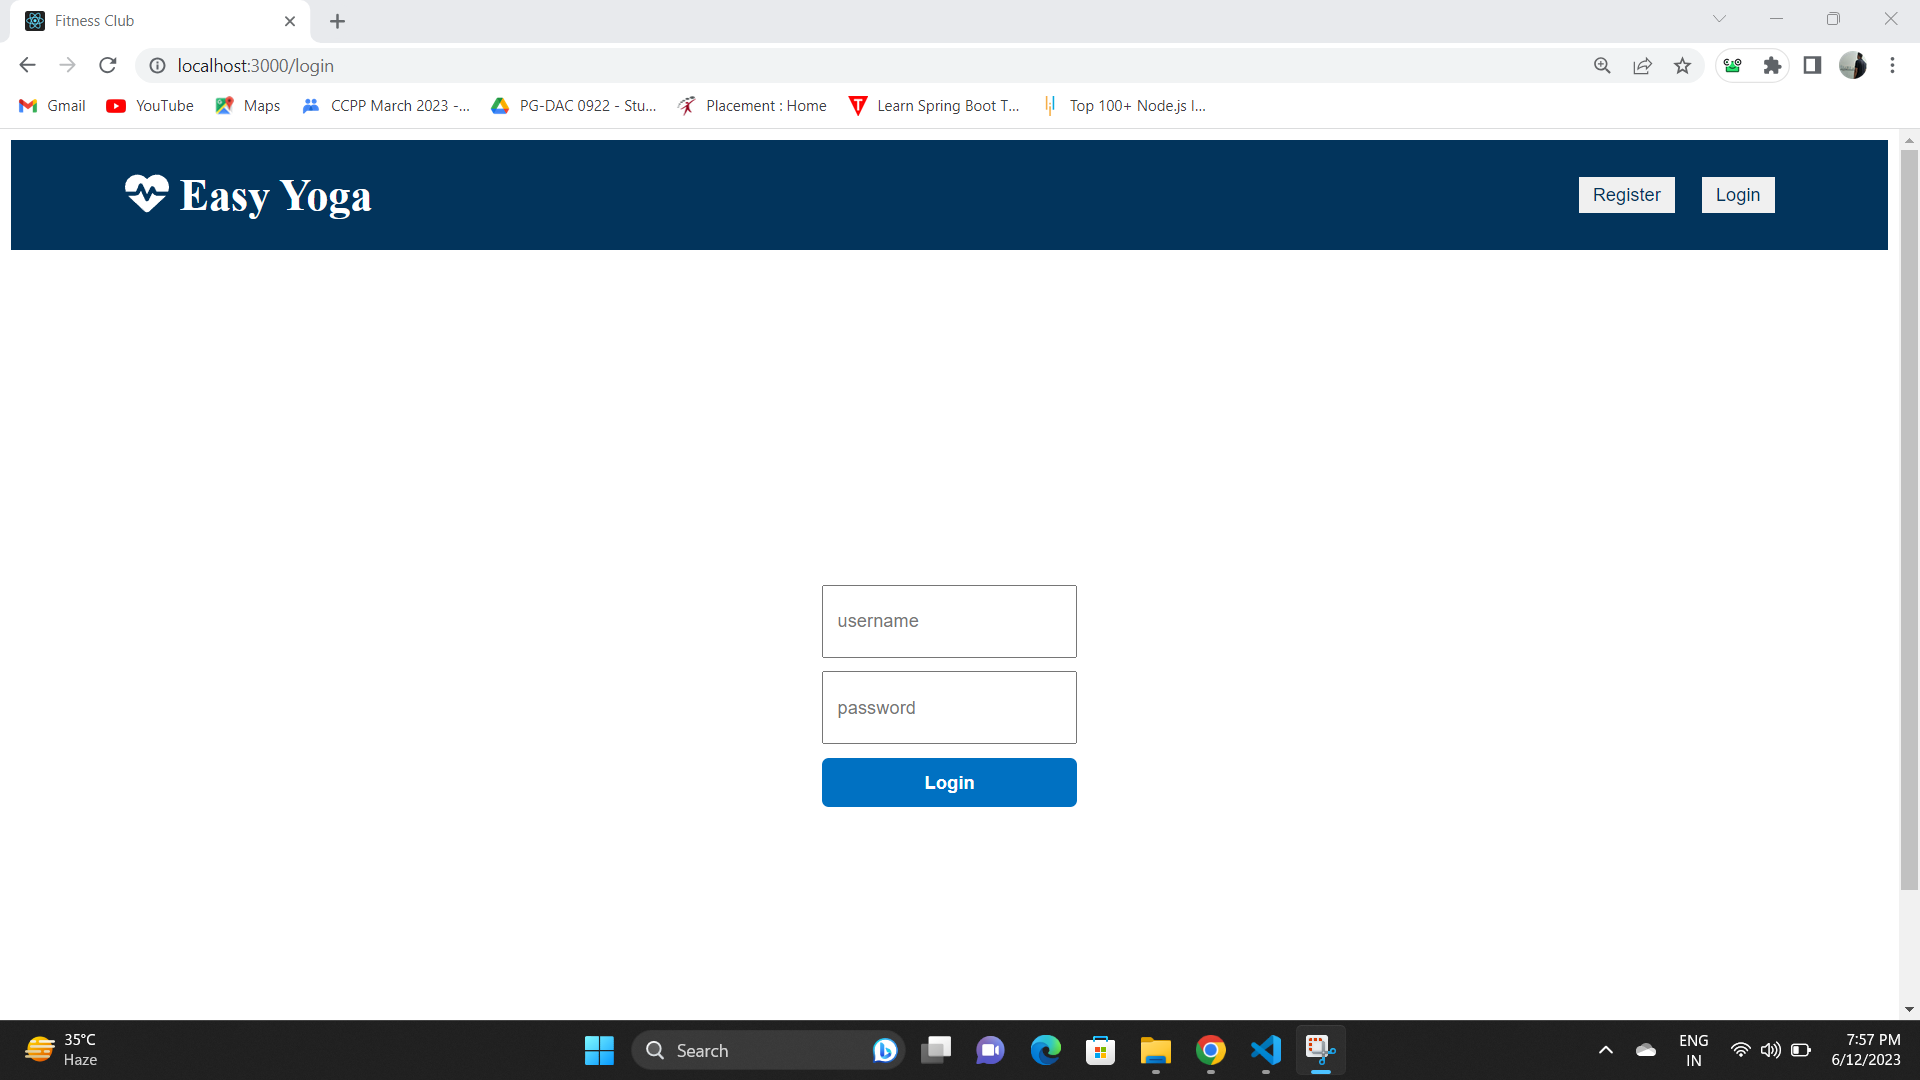 Fitness Club
localhost:3000/login
Gmail
YouTube
Maps
CCPP March 2023 -...
PG-DAC 0922 - Stu...
Placement : Home
Learn Spring Boot T...
Top 100+ Node.js I...
Easy Yoga
Register
Login
username
password
Login
35°C
Haze
Search
ENG
IN
7:57 PM
6/12/2023